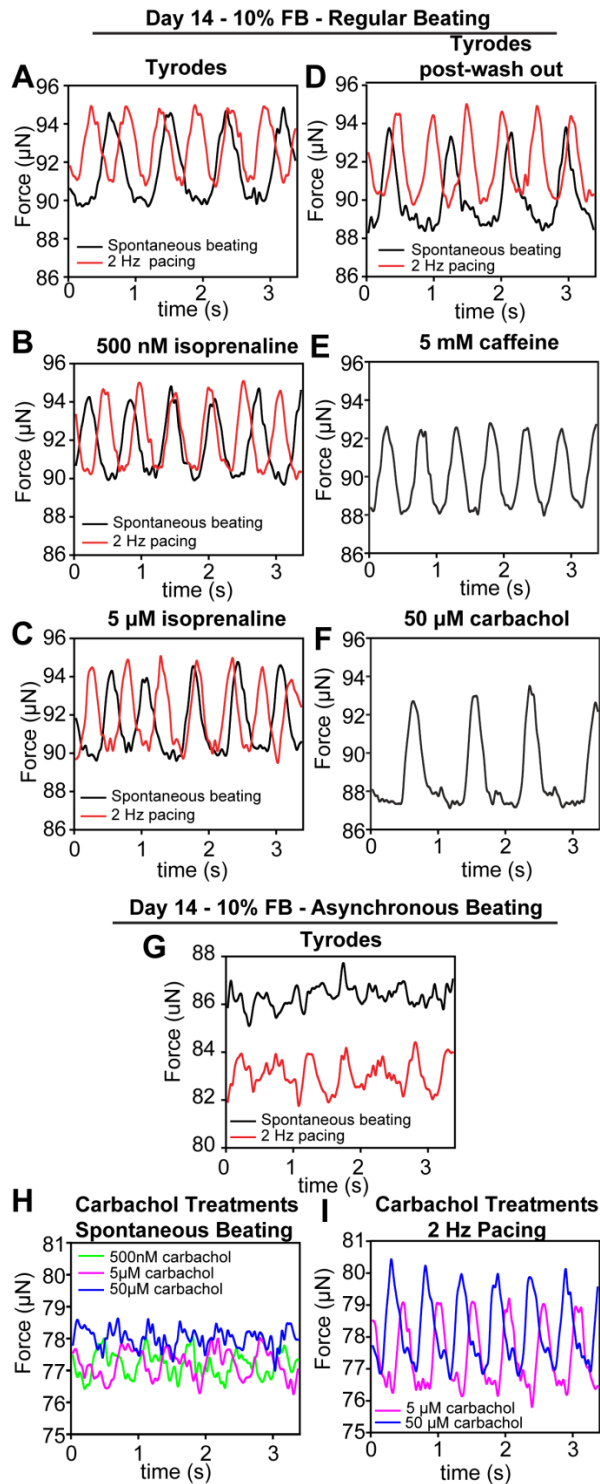 Day 14 - 10% FB - Regular Beating
A
Tyrodes
Force (µN)
96
94
92
90
88
86
Spontaneous beating
2 Hz pacing
0
1
2
3
time (s)
D
Tyrodes
post-wash out
Force (µN)
96
94
92
90
88
86
Spontaneous beating
2 Hz pacing
0
1
2
3
time (s)
B
500 nM isoprenaline
Force (µN)
96
94
92
90
88
86
Spontaneous beating
2 Hz pacing
0
1
2
3
time (s)
E
5 mM caffeine
Force (µN)
96
94
92
90
88
86
0
1
2
3
time (s)
C
5 µM isoprenaline
Force (µN)
96
94
92
90
88
86
Spontaneous beating
2 Hz pacing
0
1
2
3
time (s)
F
50 µM carbachol
Force (µN)
96
94
92
90
88
86
0
1
2
3
time (s)
Day 14 - 10% FB - Asynchronous Beating
G
Tyrodes
Force (uN)
88
86
84
82
80
Spontaneous beating
2 Hz pacing
0
1
2
3
time (s)
H
Carbachol Treatments
Spontaneous Beating
Force (µN)
81
80
79
78
77
76
75
500nM carbachol
5µM carbachol
50µM carbachol
0
1
2
3
time (s)
I
Carbachol Treatments
2 Hz Pacing
Force (µN)
81
80
79
78
77
76
75
5 µM carbachol
50 µM carbachol
0
1
2
3
time (s)